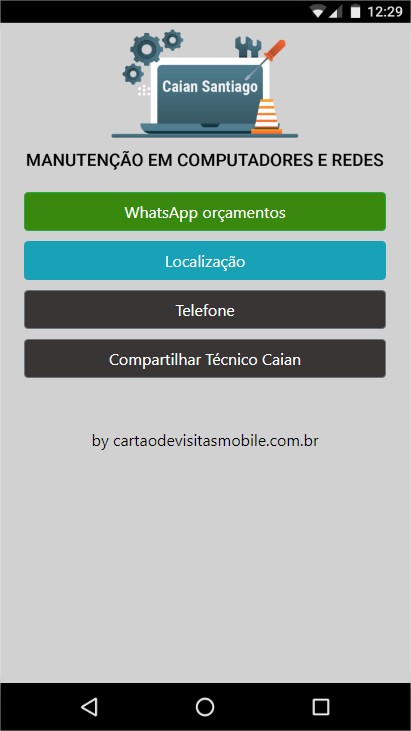 12:29
Caian Santiago
MANUTENÇÃO EM COMPUTADORES E REDES
WhatsApp orçamentos
Localização
Telefone
Compartilhar Técnico Caian
by cartaodevisitasmobile.com.br